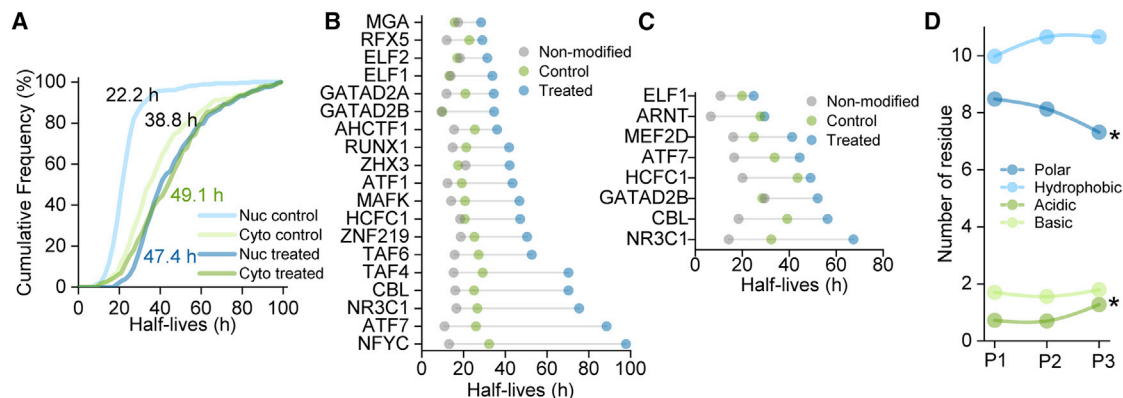 A
Cumulative Frequency (%)
100
80
60
40
20
0
22.2 h
38.8 h
49.1 h
47.4 h
Nuc control
Cyto control
Nuc treated
Cyto treated
0 20 40 60 80 100
Half-lives (h)
B
MGA
RFX5
ELF2
ELF1
GATAD2A
GATAD2B
AHCTF1
RUNX1
ZHX3
ATF1
MAFK
HCFC1
ZNF219
TAF6
TAF4
CBL
NR3C1
ATF7
NFYC
Non-modified
Control
Treated
0 20 40 60 80 100
Half-lives (h)
C
ELF1
ARNT
MEF2D
ATF7
HCFC1
GATAD2B
CBL
NR3C1
Non-modified
Control
Treated
0 20 40 60 80
Half-lives (h)
D
Number of residue
10
8
6
4
2
0
*
Polar
Hydrophobic
Acidic
Basic
*
P1 P2 P3